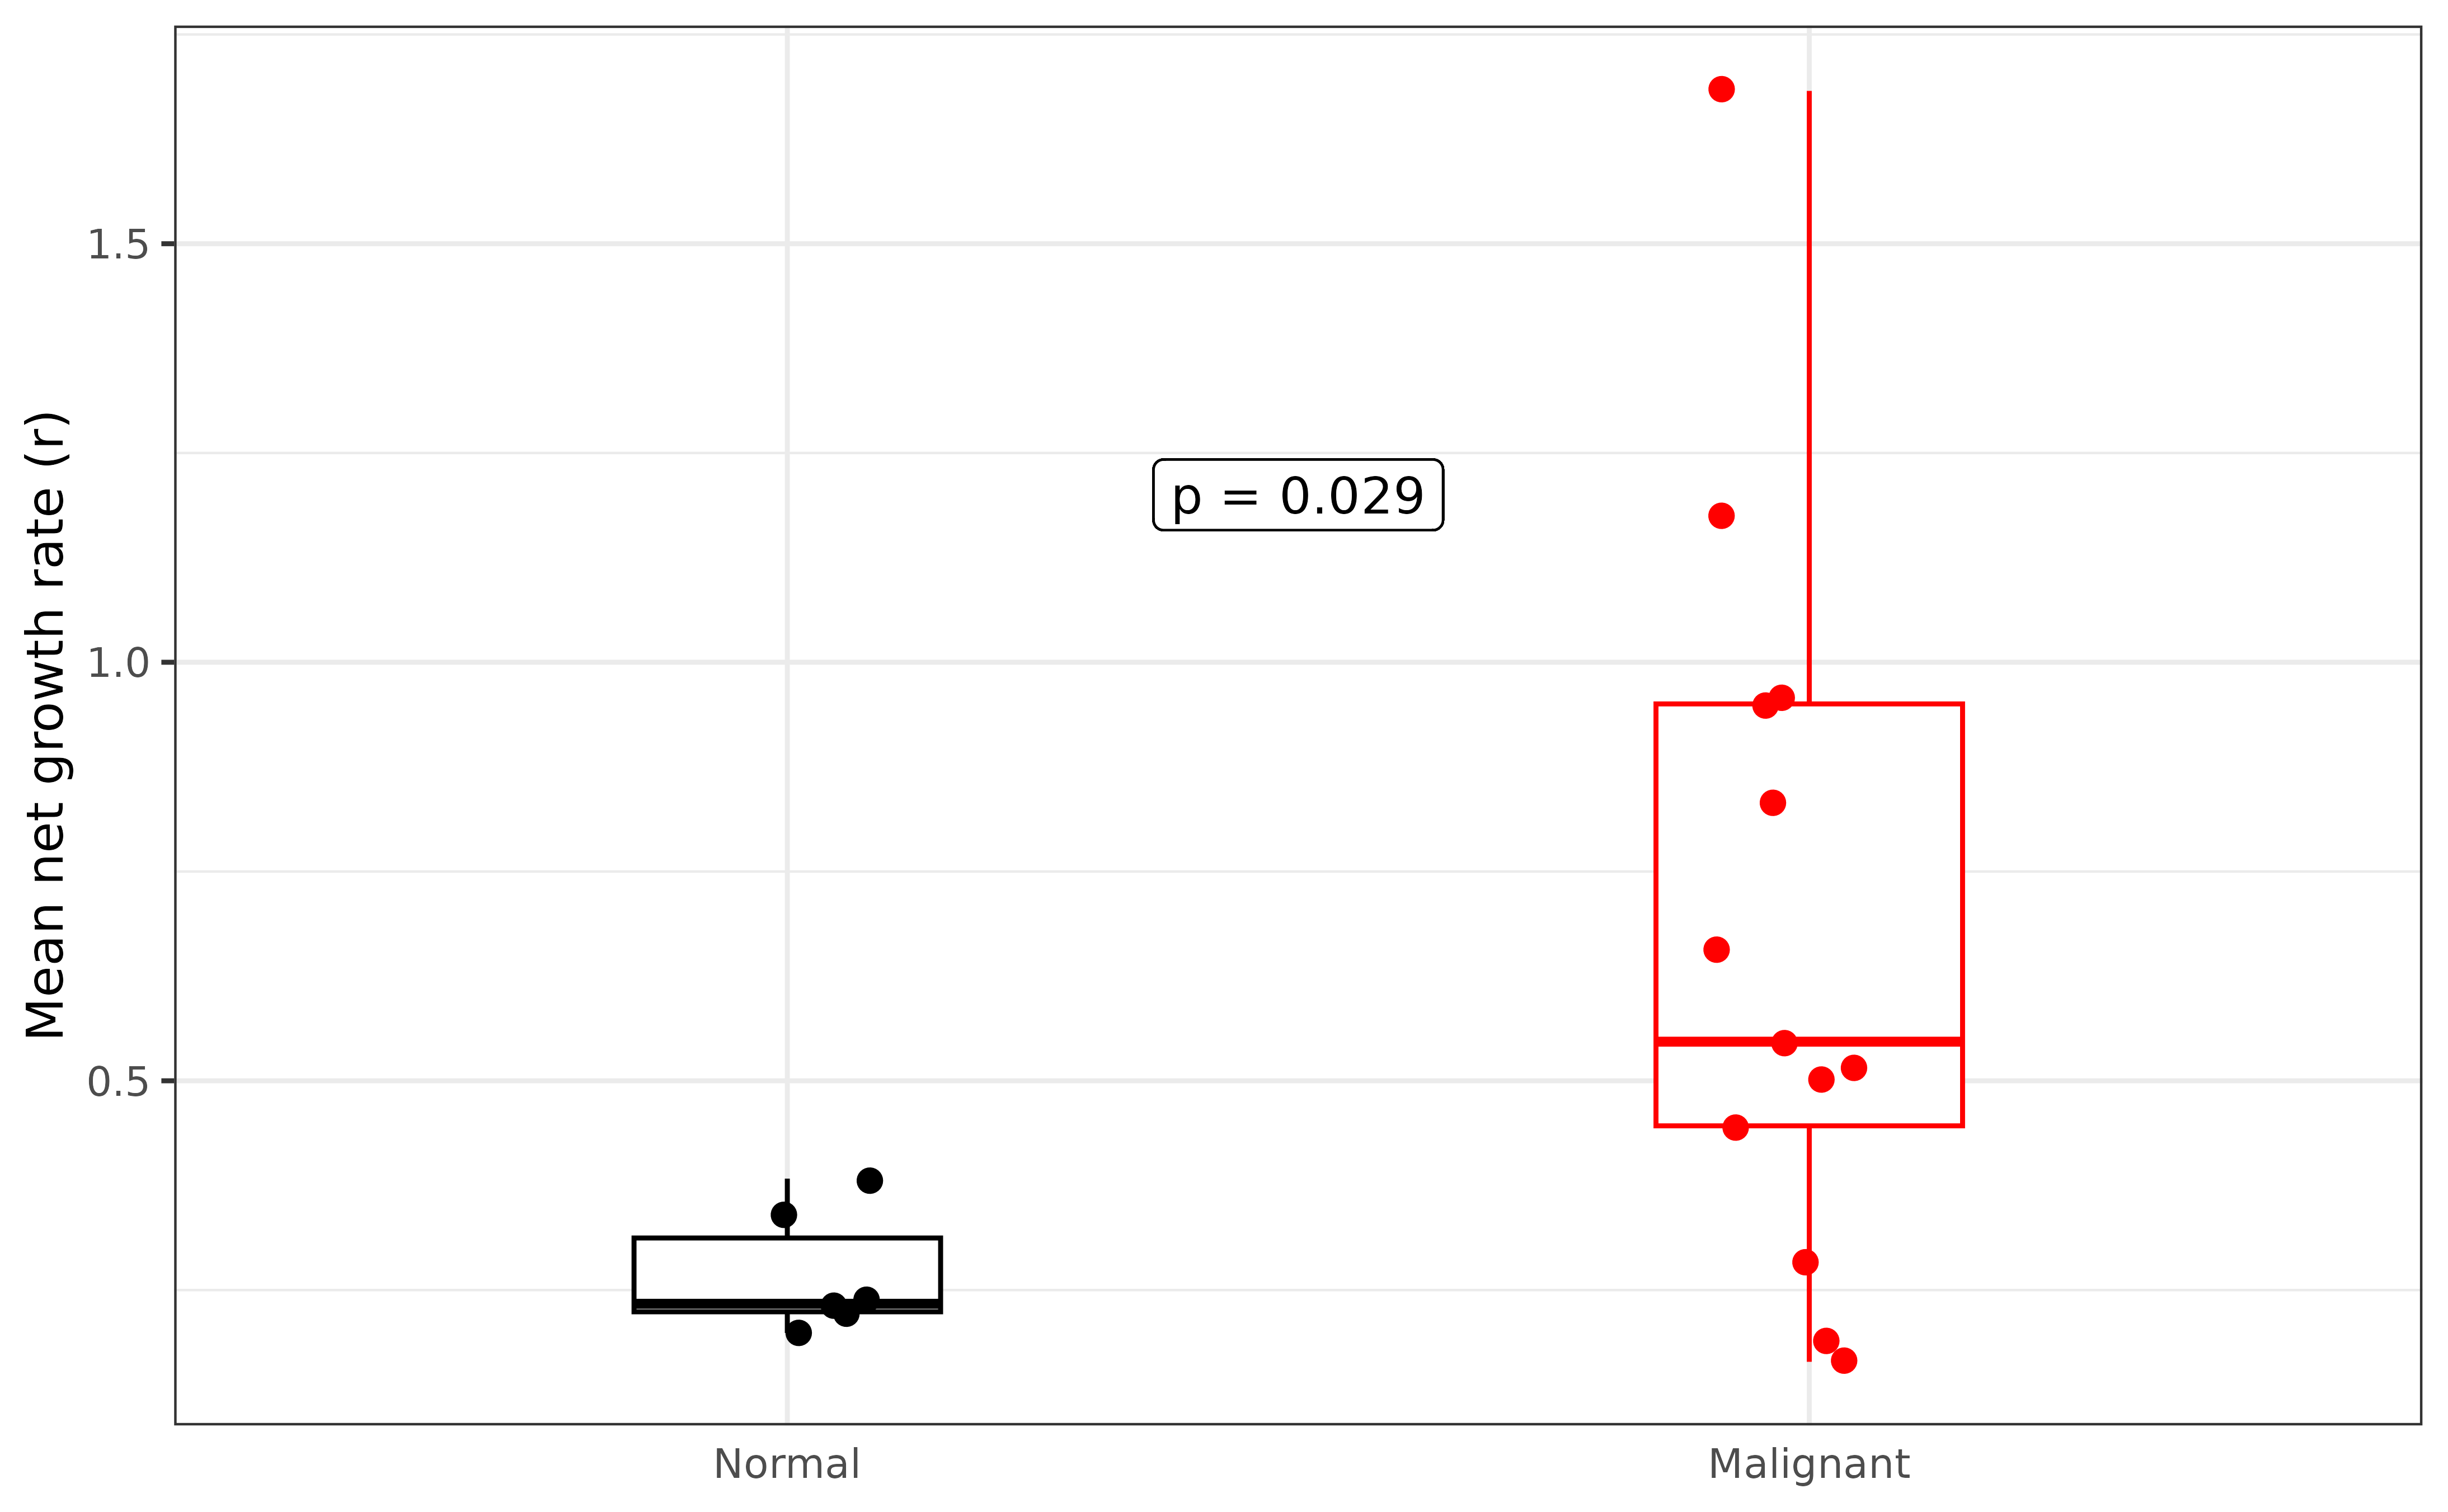 Mean net growth rate (r)
1.5
1.0
0.5
p = 0.029
Normal
Malignant